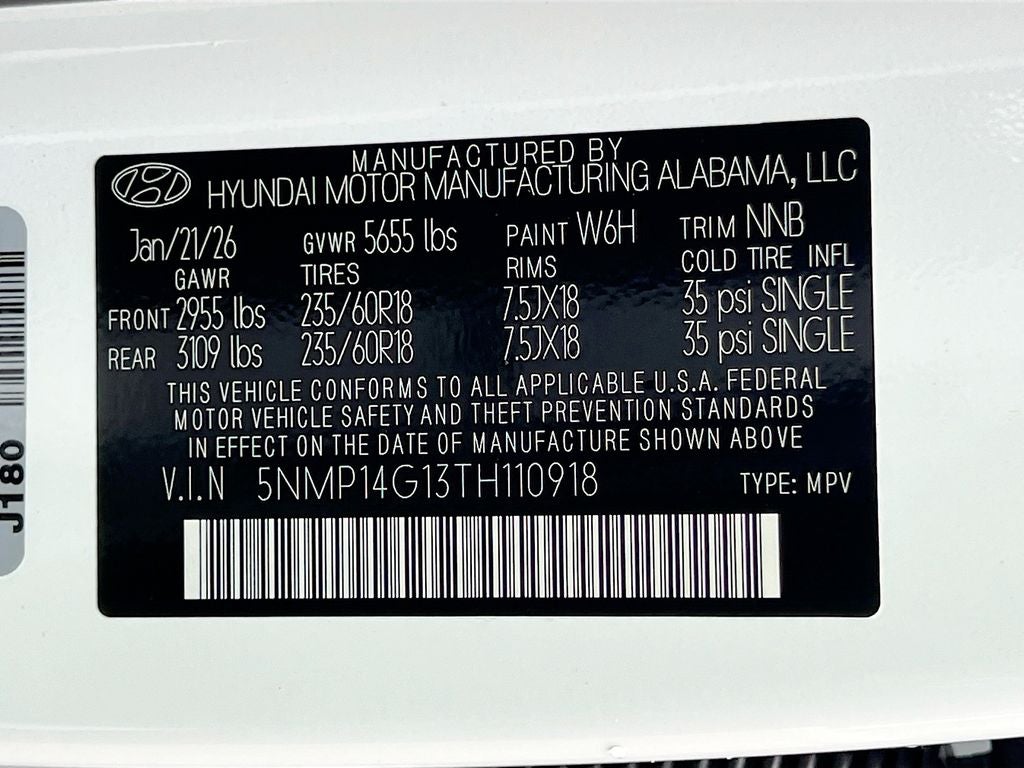 MANUFACTURED BY
HYUNDAI MOTOR MANUFACTURING ALABAMA, LLC
Jan/21/26 GVWR 5655 lbs PAINT W6H TRIM NNB
GAWR TIRES RIMS COLD TIRE INFL
FRONT 2955 lbs 235/60R18 7.5JX18 35 psi SINGLE
REAR 3109 lbs 235/60R18 7.5JX18 35 psi SINGLE
THIS VEHICLE CONFORMS TO ALL APPLICABLE U.S.A. FEDERAL
MOTOR VEHICLE SAFETY AND THEFT PREVENTION STANDARDS
IN EFFECT ON THE DATE OF MANUFACTURE SHOWN ABOVE
V.I.N 5NMP14G13TH110918 TYPE: MPV
J180